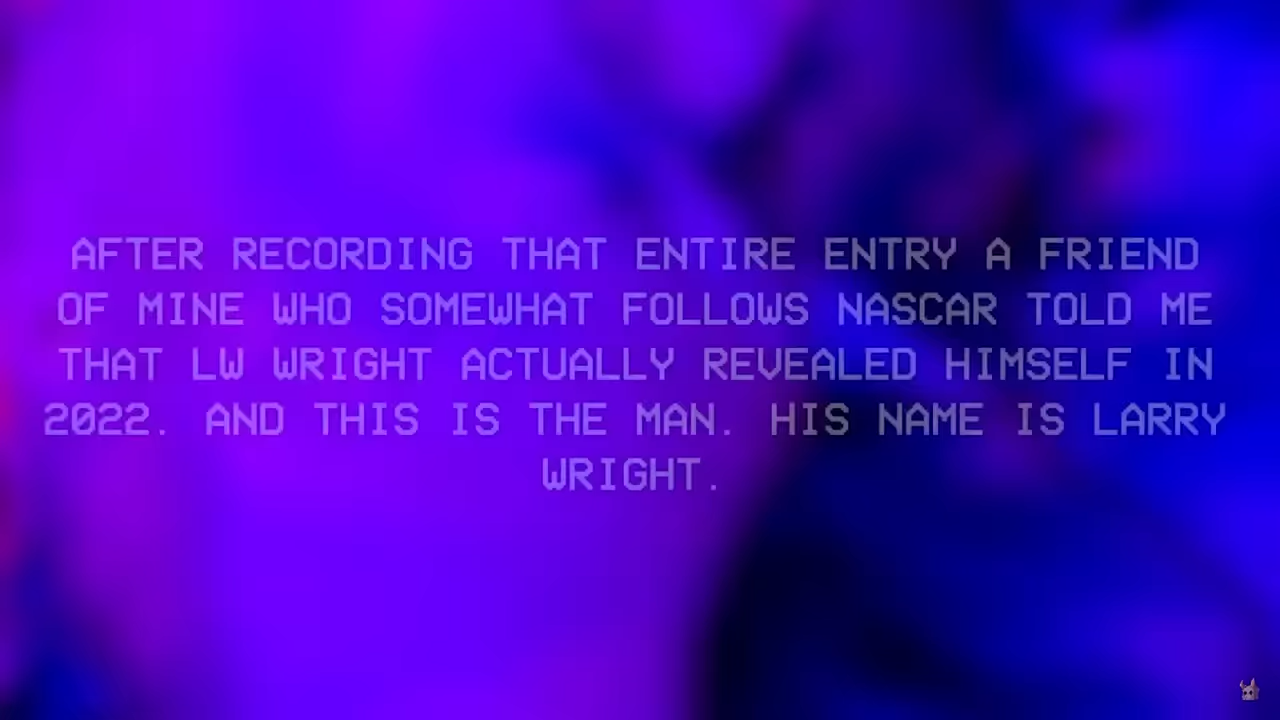 AFTER RECORDING THAT ENTIRE ENTRY A FRIEND
OF MINE WHO SOMEWHAT FOLLOWS NASCAR TOLD ME
THAT LW WRIGHT ACTUALLY REVEALED HIMSELF IN
2022. AND THIS IS THE MAN. HIS NAME IS LARRY
WRIGHT.